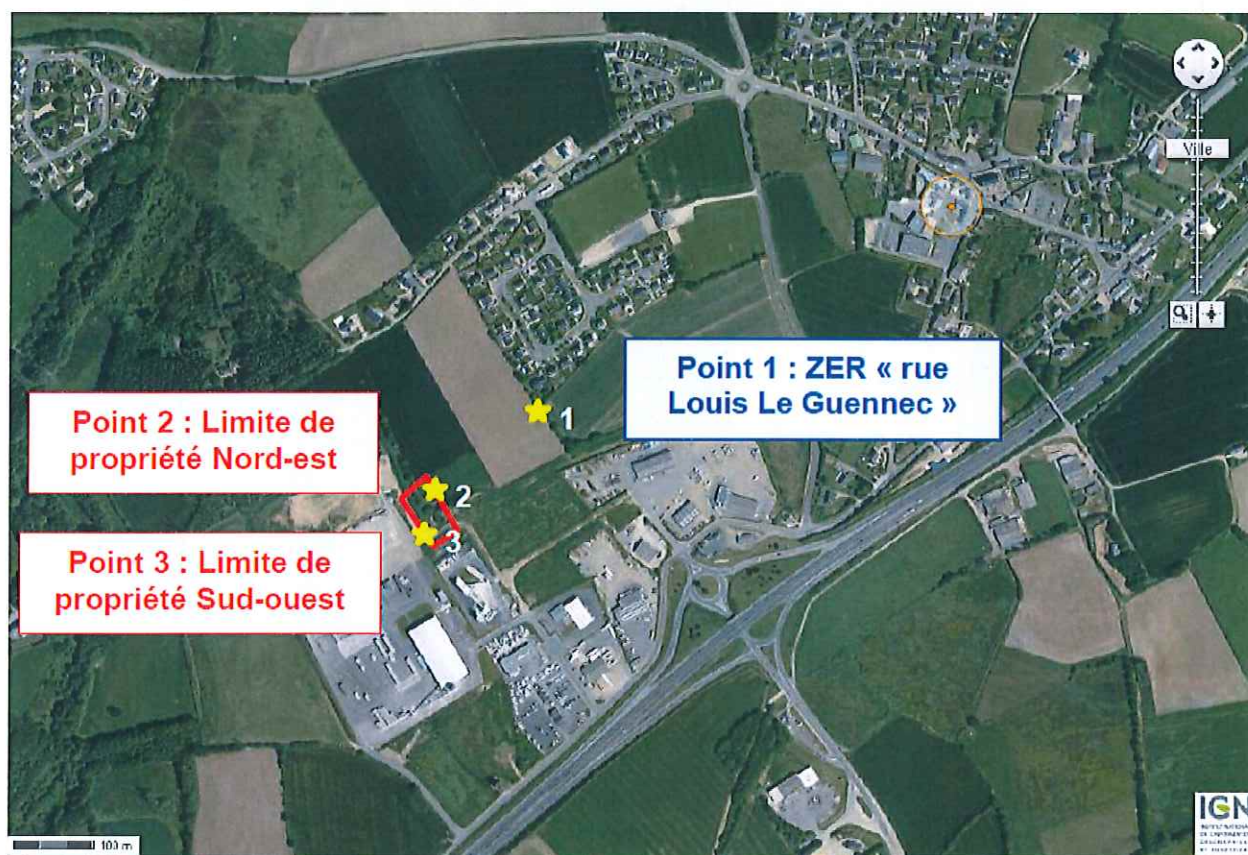 Ville
Point 1 : ZER « rue
Louis Le Guennec »
Point 2 : Limite de
propriété Nord-est
1
2
3
Point 3 : Limite de
propriété Sud-ouest
100 m
IGN